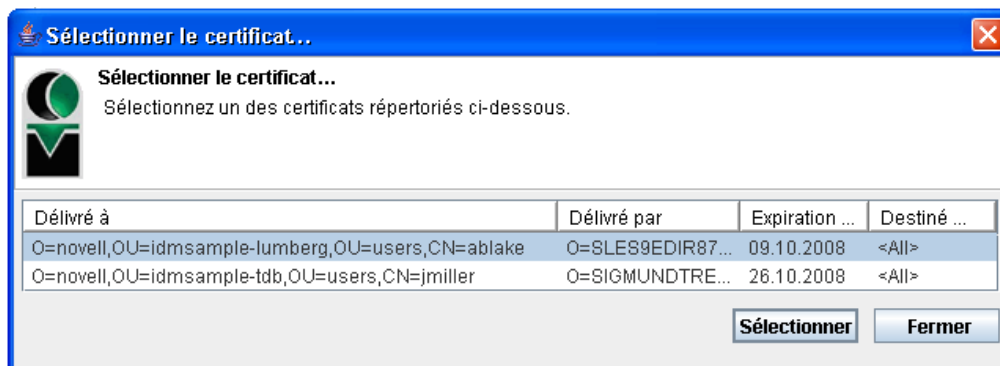 Sélectionner le certificat...
Sélectionner le certificat...
Sélectionnez un des certificats répertoriés ci-dessous.
Délivré à Délivré par Expiration ... Destiné ...
O=novell,OU=idmsample-lumberg,OU=users,CN=ablake O=SLES9EDIR87... 09.10.2008 <All>
O=novell,OU=idmsample-tdb,OU=users,CN=jmiller O=SIGMUNDTRE... 26.10.2008 <All>
Sélectionner Fermer